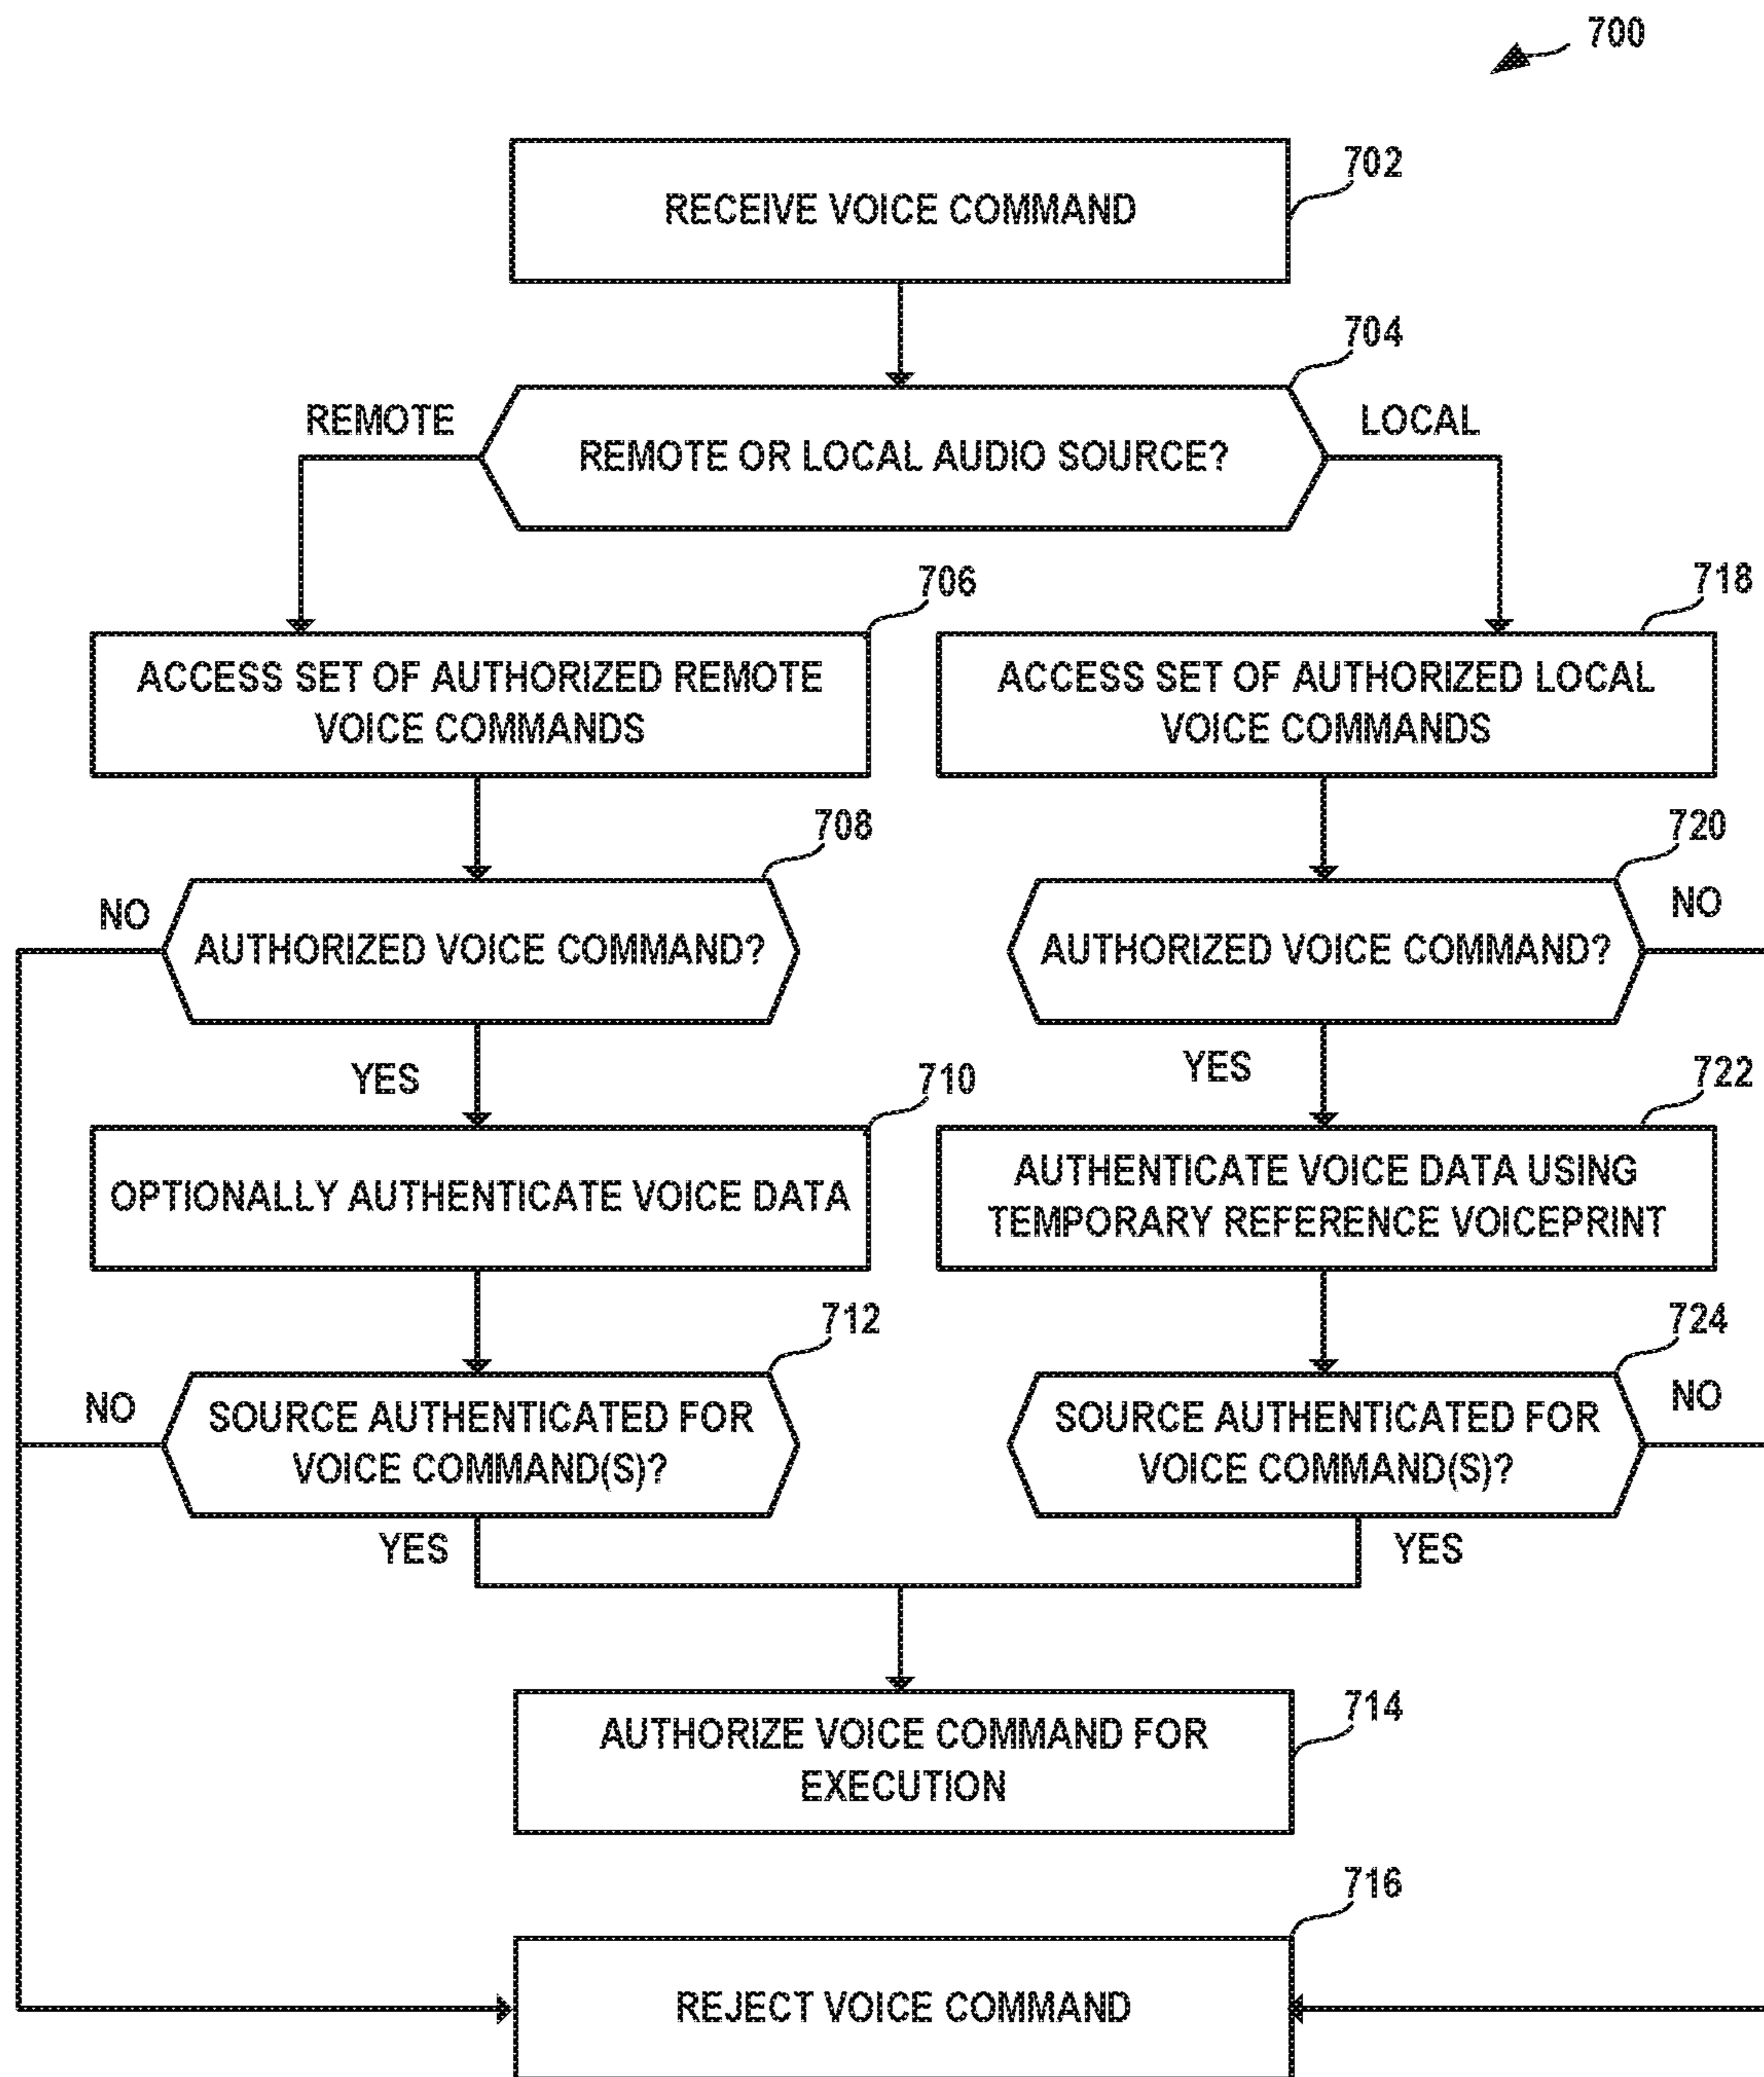 700
702
RECEIVE VOICE COMMAND
704
REMOTE
LOCAL
REMOTE OR LOCAL AUDIO SOURCE?
706
718
ACCESS SET OF AUTHORIZED REMOTE
VOICE COMMANDS
ACCESS SET OF AUTHORIZED LOCAL
VOICE COMMANDS
708
720
NO
NO
AUTHORIZED VOICE COMMAND?
AUTHORIZED VOICE COMMAND?
YES
YES
710
722
OPTIONALLY AUTHENTICATE VOICE DATA
AUTHENTICATE VOICE DATA USING
TEMPORARY REFERENCE VOICEPRINT
712
724
NO
NO
SOURCE AUTHENTICATED FOR
VOICE COMMAND(S)?
SOURCE AUTHENTICATED FOR
VOICE COMMAND(S)?
YES
YES
714
AUTHORIZE VOICE COMMAND FOR
EXECUTION
716
REJECT VOICE COMMAND